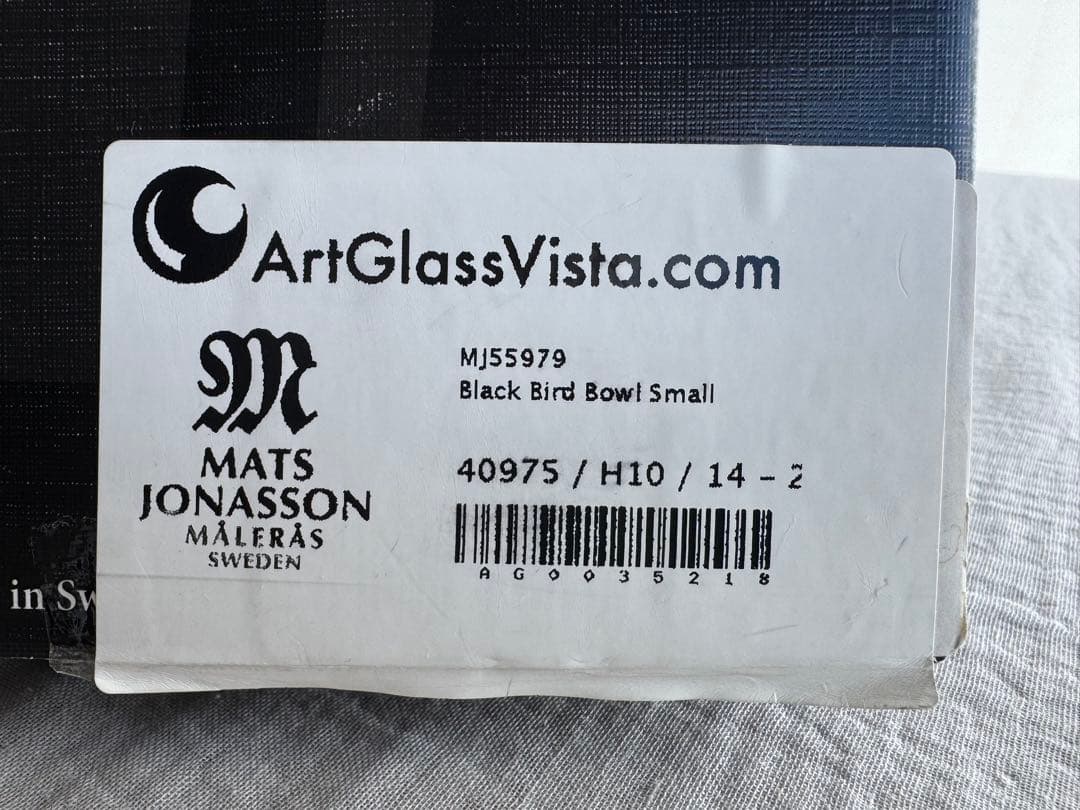 ArtGlassVista.com
M
MATS
JONASSON
MÅLERÅS
SWEDEN
MJ55979
Black Bird Bowl Small
40975 / H10 / 14 - 2
AG0035218
in Sw